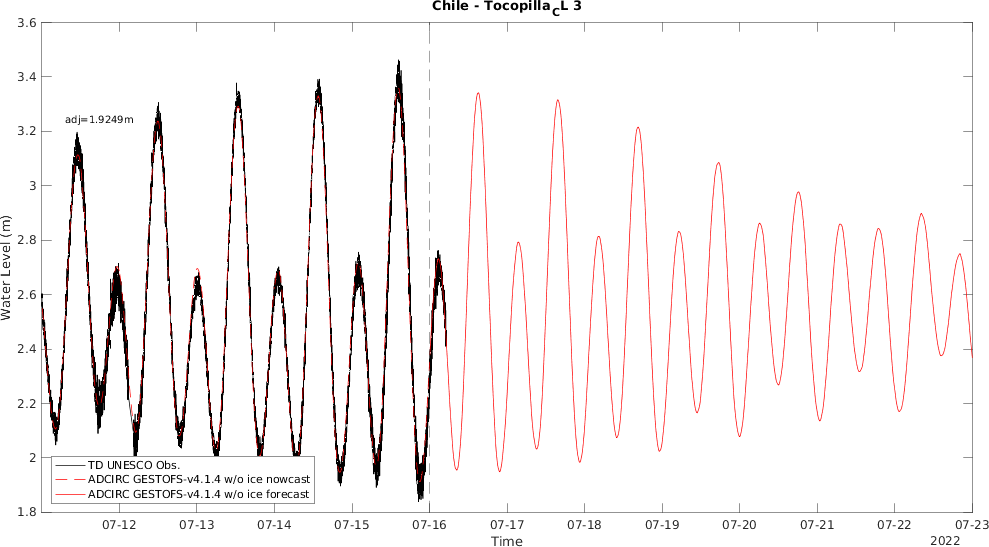 Chile - Tocopilla_CL 3
3.6
3.4
3.2
3
2.8
2.6
2.4
2.2
2
1.8
Water Level (m)
adj=1.9249m
TD UNESCO Obs.
ADCIRC GESTOFS-v4.1.4 w/o ice nowcast
ADCIRC GESTOFS-v4.1.4 w/o ice forecast
07-12 07-13 07-14 07-15 07-16 07-17 07-18 07-19 07-20 07-21 07-22 07-23
Time
2022